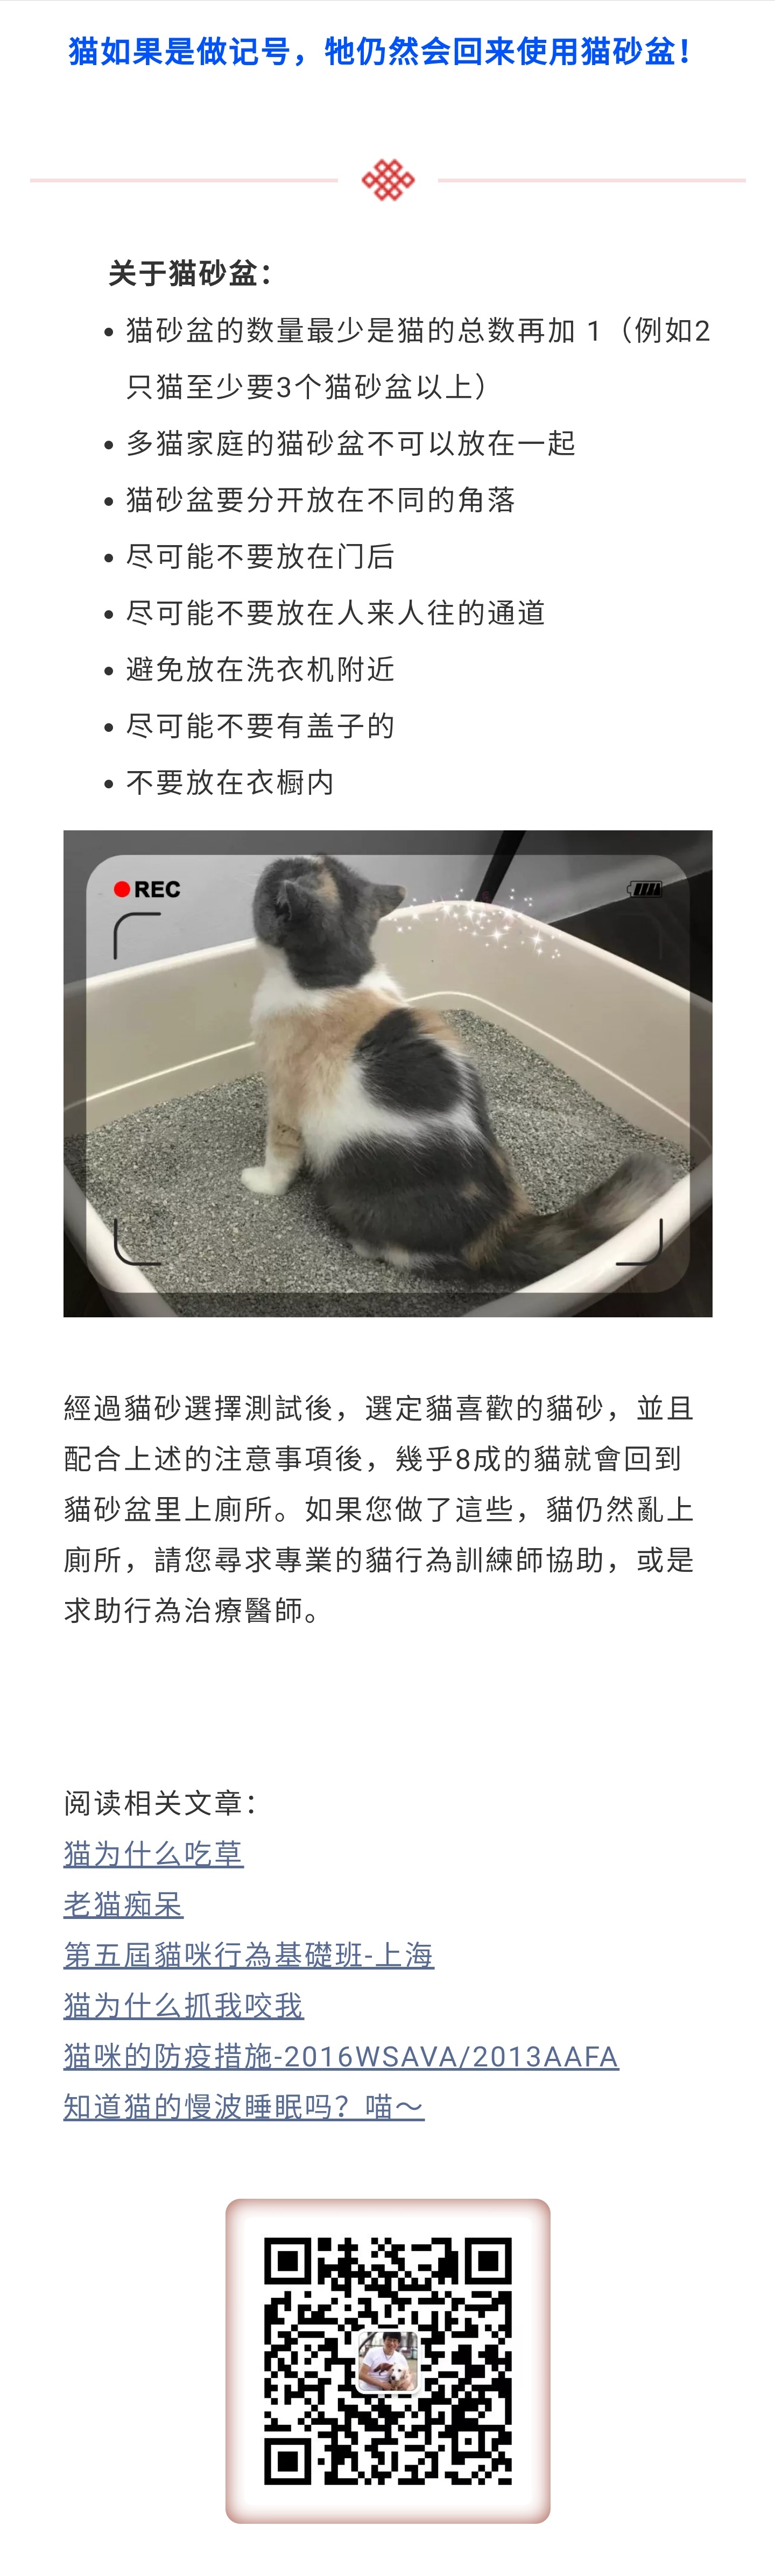 猫如果是做记号，牠仍然会回来使用猫砂盆！
关于猫砂盆：
• 猫砂盆的数量最少是猫的总数再加 1（例如2
只猫至少要3个猫砂盆以上）
• 多猫家庭的猫砂盆不可以放在一起
• 猫砂盆要分开放在不同的角落
• 尽可能不要放在门后
• 尽可能不要放在人来人往的通道
• 避免放在洗衣机附近
• 尽可能不要有盖子的
• 不要放在衣橱内
REC
經過貓砂選擇測試後，選定貓喜歡的貓砂，並且
配合上述的注意事項後，幾乎8成的貓就會回到
貓砂盆里上廁所。如果您做了這些，貓仍然亂上
廁所，請您尋求專業的貓行為訓練師協助，或是
求助行為治療醫師。
阅读相关文章：
猫为什么吃草
老猫痴呆
第五屆貓咪行為基礎班-上海
猫为什么抓我咬我
猫咪的防疫措施-2016WSAVA/2013AAFA
知道猫的慢波睡眠吗？喵～